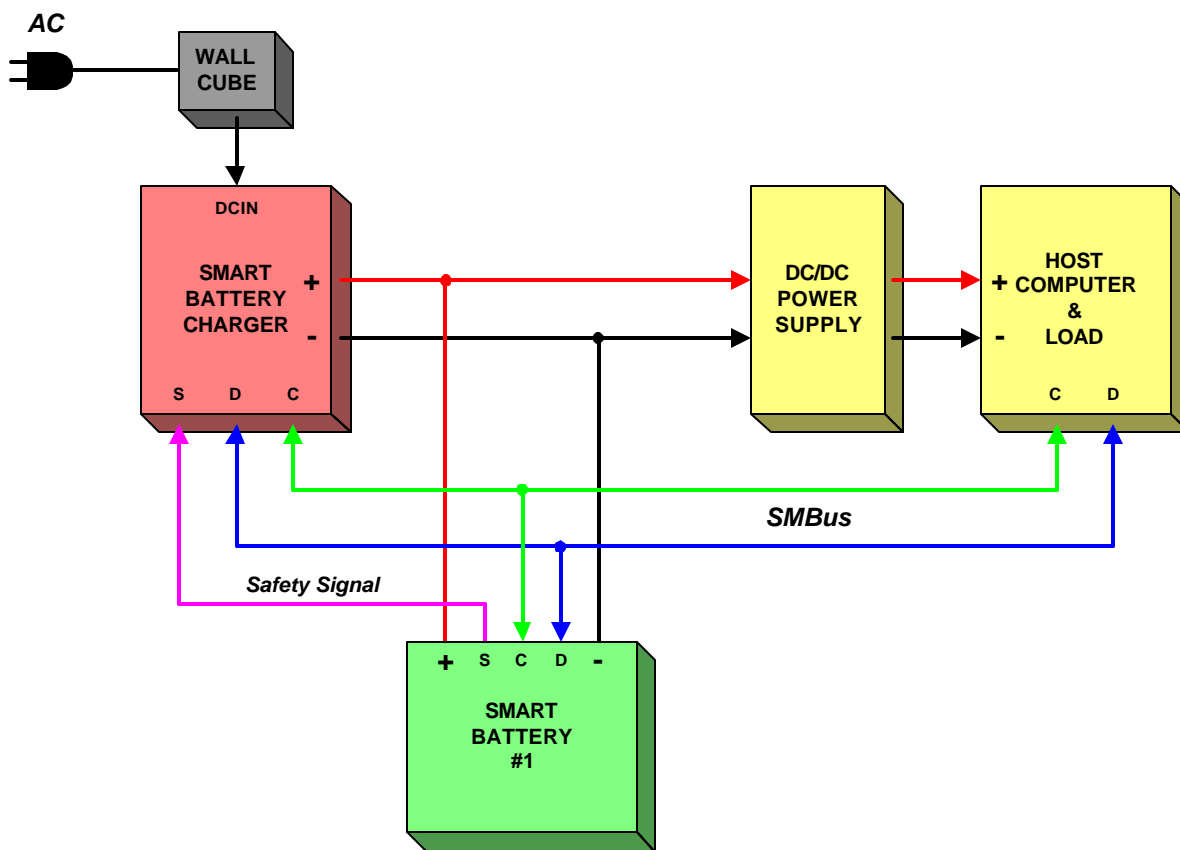 AC
WALL
CUBE
DCIN
SMART
BATTERY
CHARGER
+
-
S D C
DC/DC
POWER
SUPPLY
HOST
COMPUTER
&
LOAD
+
-
C D
SMBus
Safety Signal
+ S C D -
SMART
BATTERY
#1